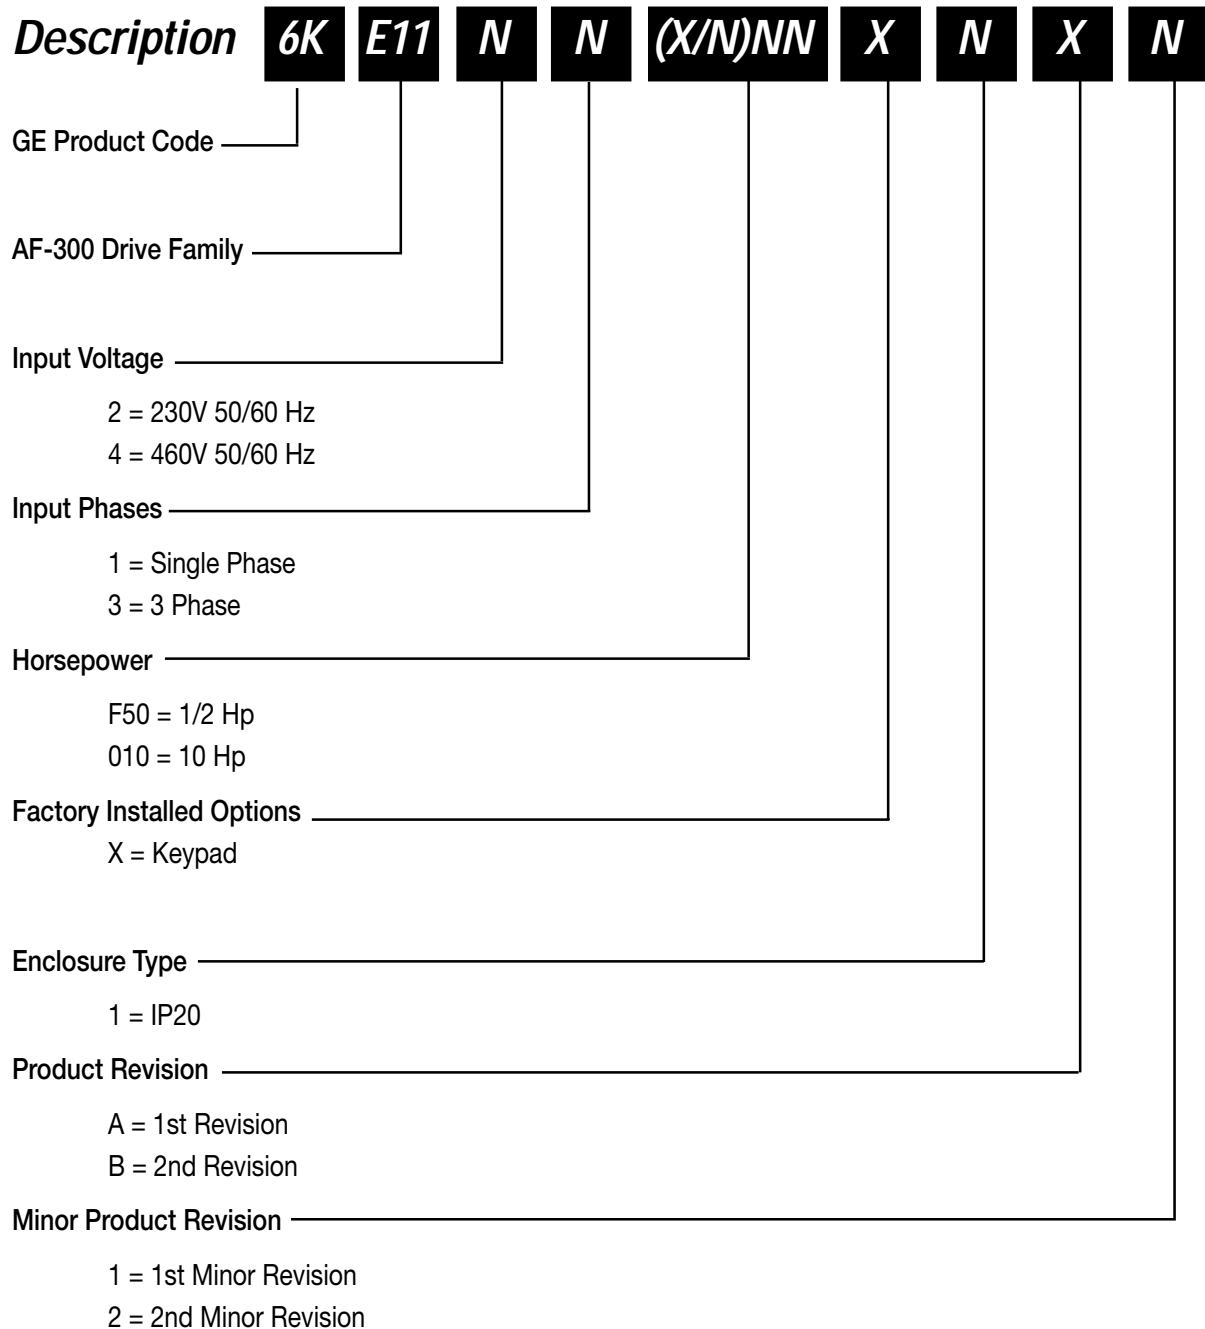 Description 6K E11 N N (X/N)NN X N X N
GE Product Code
AF-300 Drive Family
Input Voltage
2 = 230V 50/60 Hz
4 = 460V 50/60 Hz
Input Phases
1 = Single Phase
3 = 3 Phase
Horsepower
F50 = 1/2 Hp
010 = 10 Hp
Factory Installed Options
X = Keypad
Enclosure Type
1 = IP20
Product Revision
A = 1st Revision
B = 2nd Revision
Minor Product Revision
1 = 1st Minor Revision
2 = 2nd Minor Revision